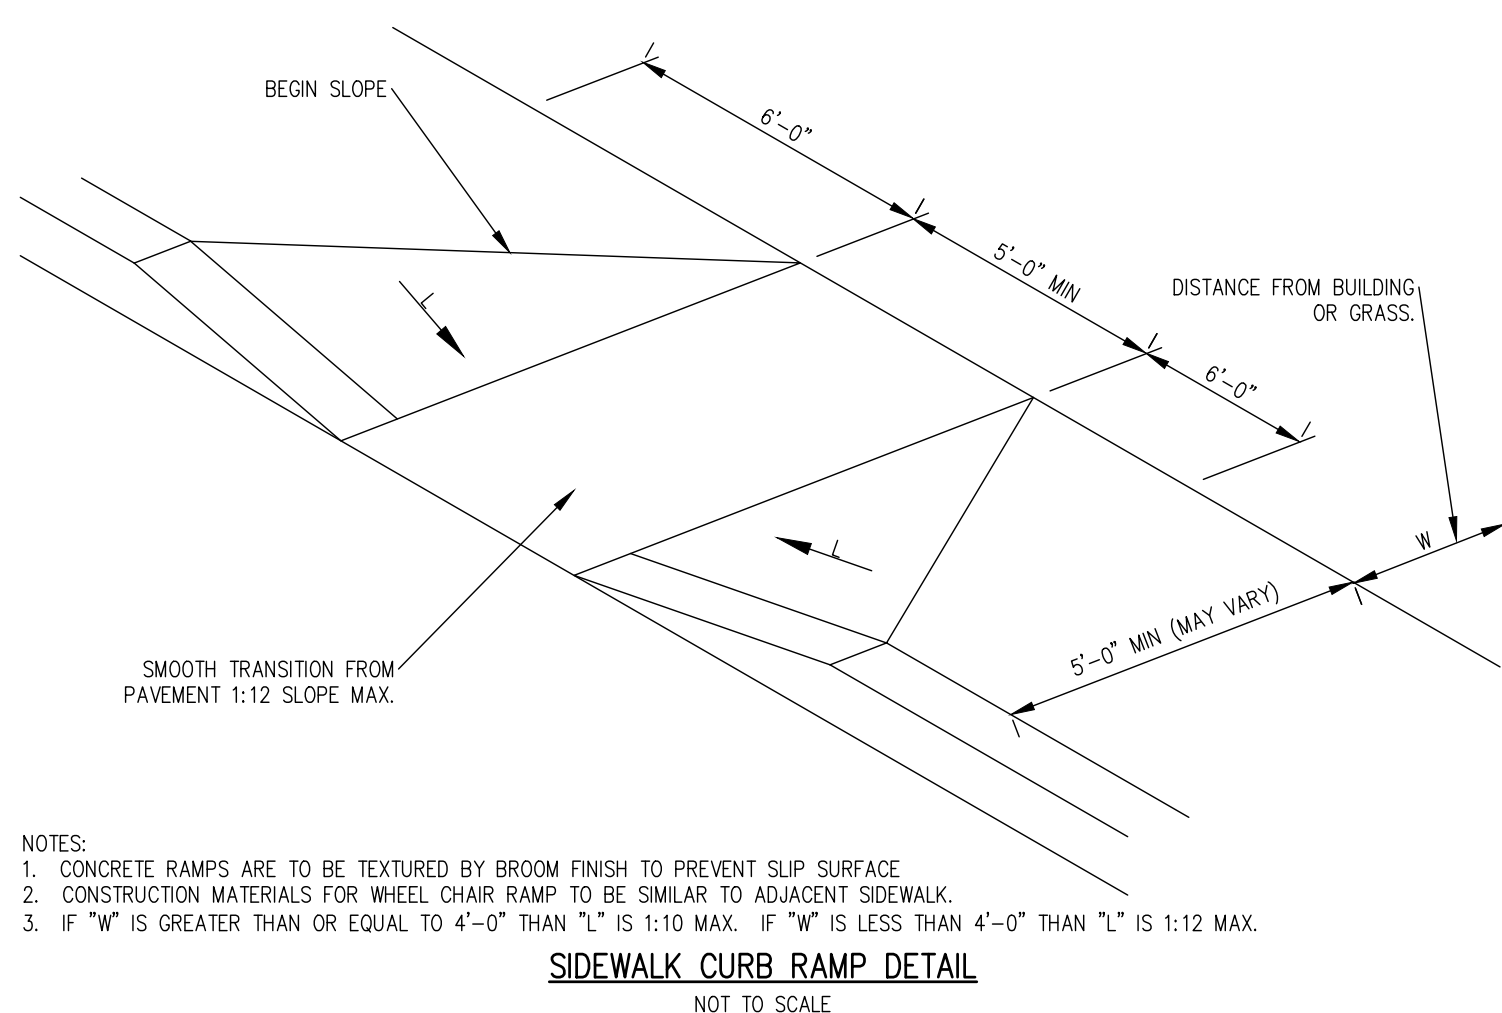 BEGIN SLOPE
6'-0"
5'-0" MIN
6'-0"
DISTANCE FROM BUILDING
OR GRASS.
L
L
W
5'-0" MIN (MAY VARY)
SMOOTH TRANSITION FROM
PAVEMENT 1:12 SLOPE MAX.
NOTES:
1. CONCRETE RAMPS ARE TO BE TEXTURED BY BROOM FINISH TO PREVENT SLIP SURFACE
2. CONSTRUCTION MATERIALS FOR WHEEL CHAIR RAMP TO BE SIMILAR TO ADJACENT SIDEWALK.
3. IF "W" IS GREATER THAN OR EQUAL TO 4'-0" THAN "L" IS 1:10 MAX. IF "W" IS LESS THAN 4'-0" THAN "L" IS 1:12 MAX.
SIDEWALK CURB RAMP DETAIL
NOT TO SCALE